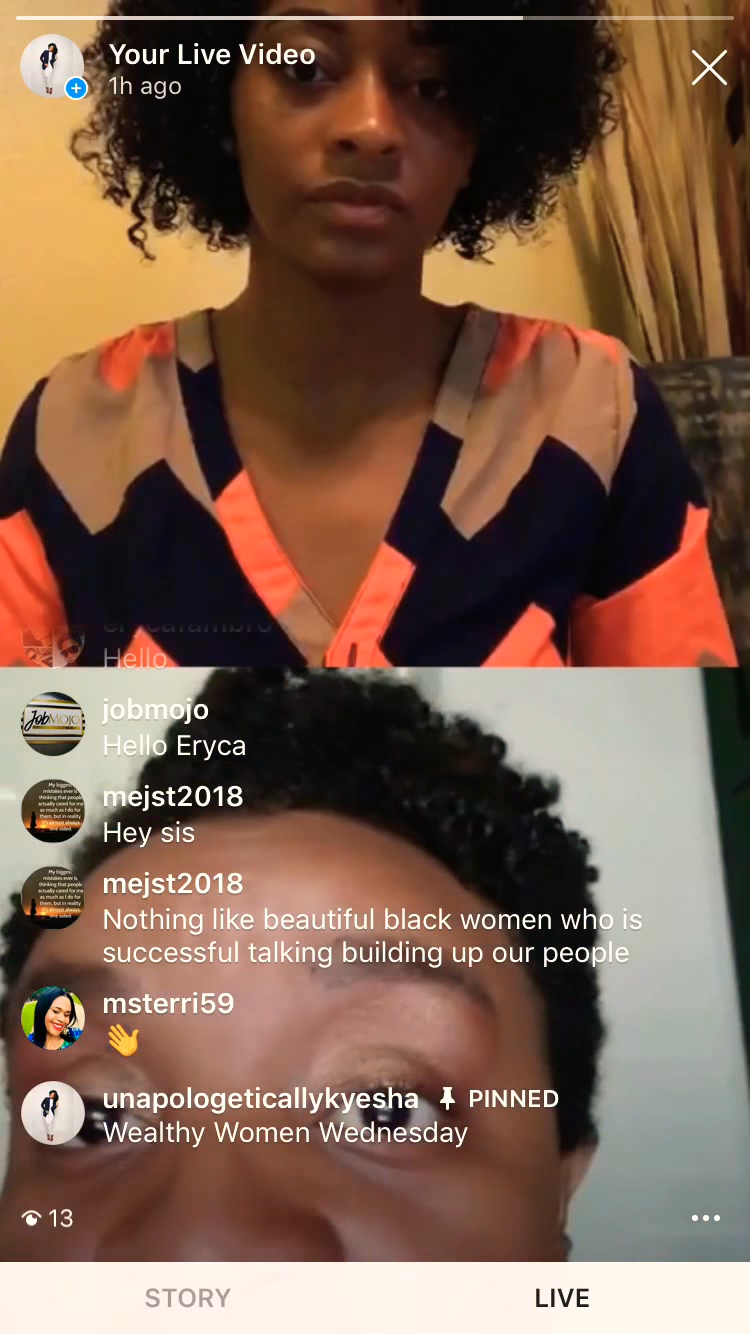 Your Live Video
1h ago
Hello
jobmojo
Hello Eryca
mejst2018
Hey sis
mejst2018
Nothing like beautiful black women who is
successful talking building up our people
msterri59
unapologeticallykyesha PINNED
Wealthy Women Wednesday
13
STORY
LIVE